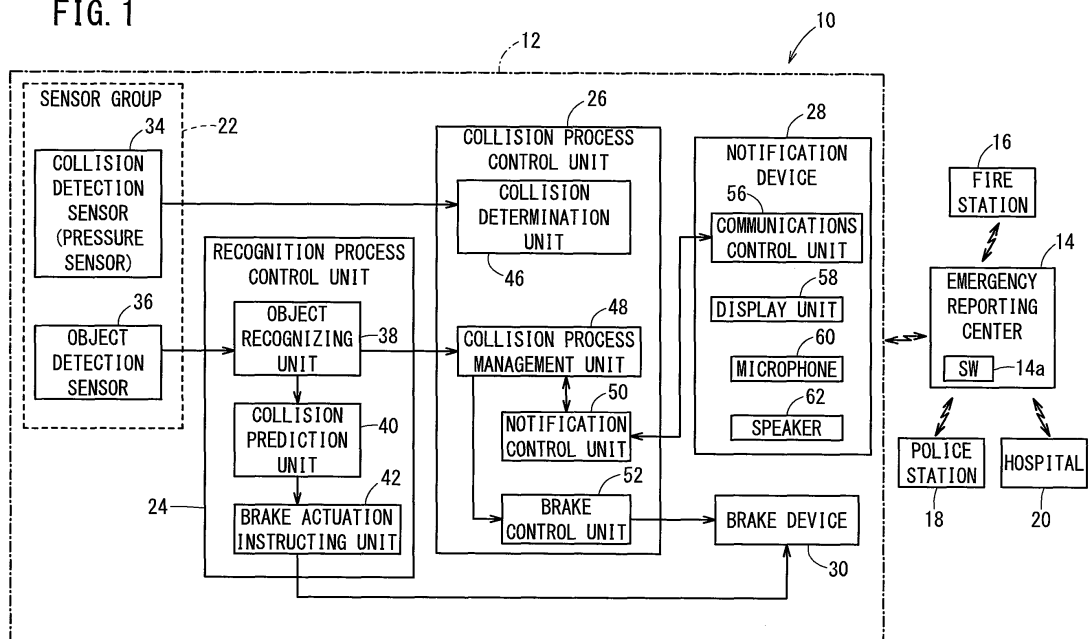 FIG. 1
10
12
SENSOR GROUP
22
34
COLLISION
DETECTION
SENSOR
(PRESSURE
SENSOR)
36
OBJECT
DETECTION
SENSOR
RECOGNITION PROCESS
CONTROL UNIT
OBJECT
RECOGNIZING
UNIT
38
COLLISION
PREDICTION
UNIT
40
42
BRAKE ACTUATION
INSTRUCTING UNIT
24
26
COLLISION PROCESS
CONTROL UNIT
COLLISION
DETERMINATION
UNIT
46
48
COLLISION PROCESS
MANAGEMENT UNIT
50
NOTIFICATION
CONTROL UNIT
52
BRAKE
CONTROL UNIT
28
NOTIFICATION
DEVICE
56
COMMUNICATIONS
CONTROL UNIT
58
DISPLAY UNIT
60
MICROPHONE
62
SPEAKER
BRAKE DEVICE
30
16
FIRE
STATION
14
EMERGENCY
REPORTING
CENTER
SW
14a
POLICE
STATION
18
HOSPITAL
20